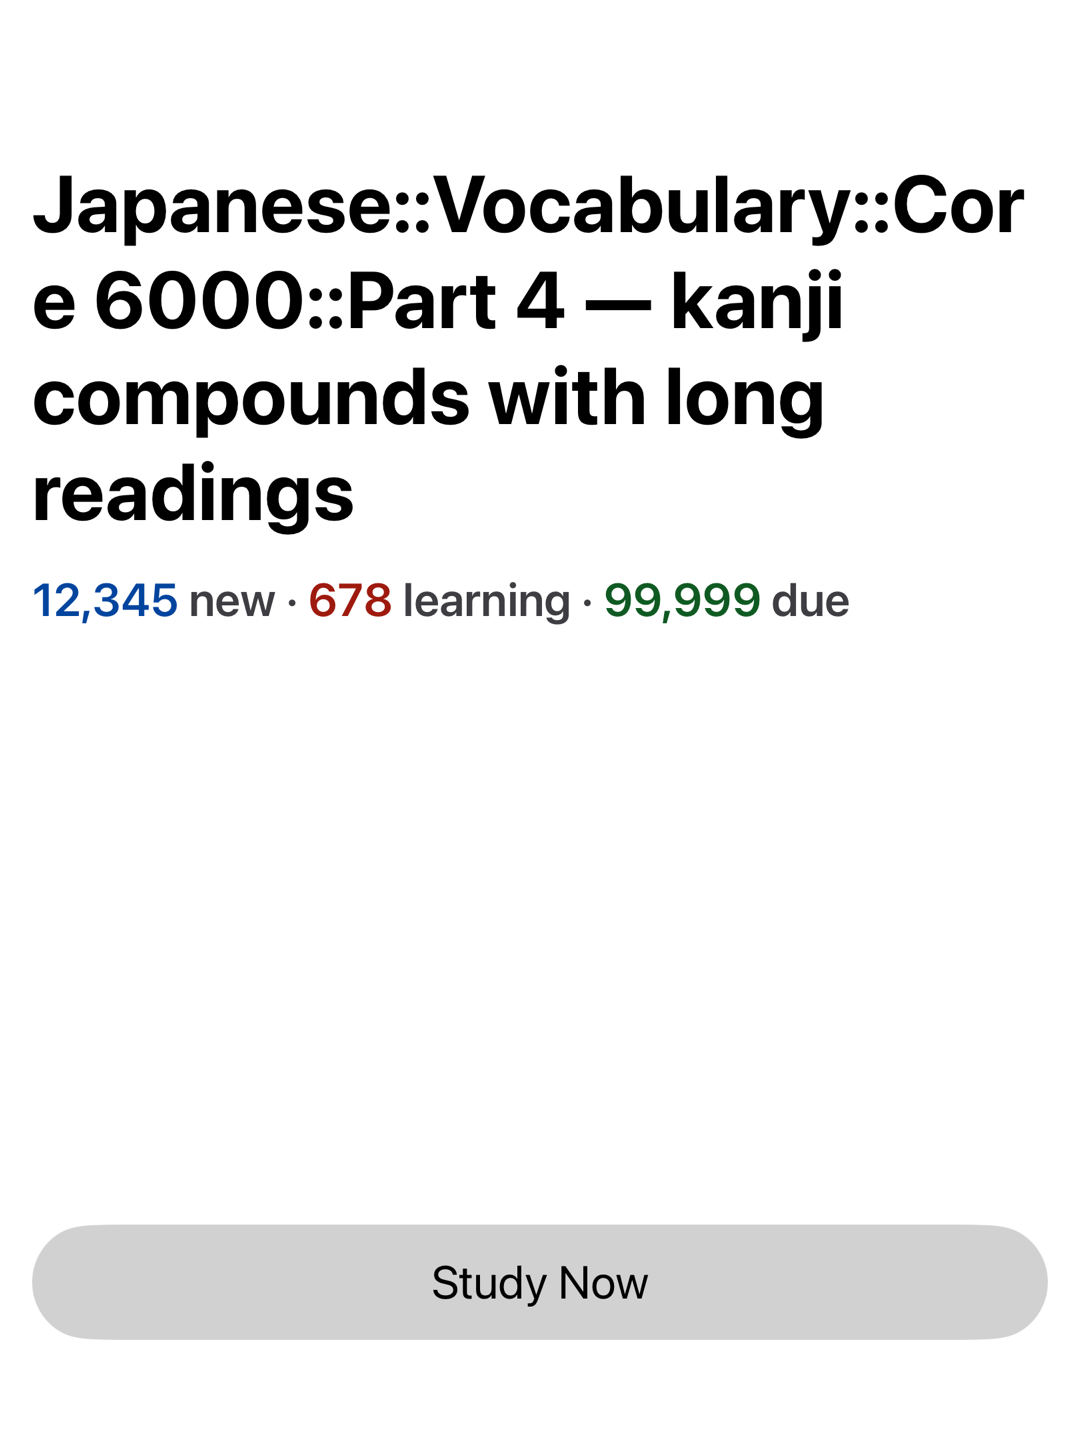 Japanese::Vocabulary::Cor
e 6000::Part 4 — kanji
compounds with long
readings
12,345 new · 678 learning · 99,999 due
Study Now